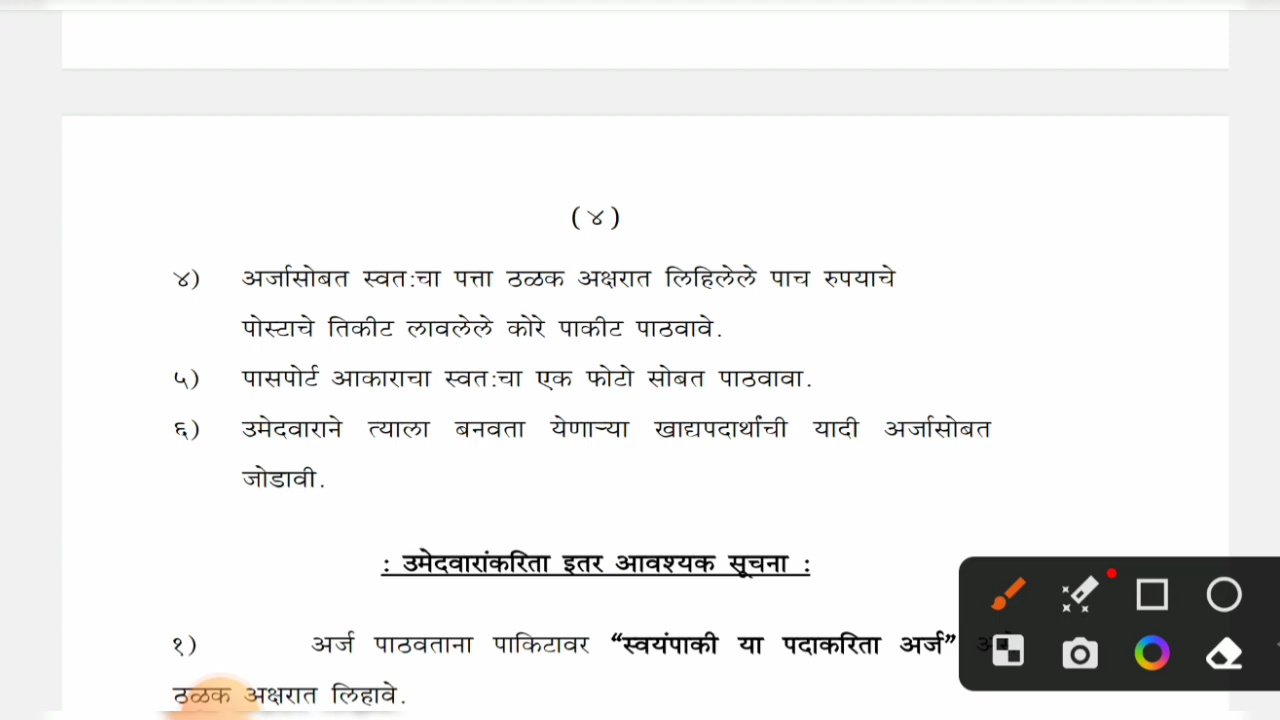 (४)
४) अर्जासोबत स्वत:चा पत्ता ठळक अक्षरात लिहिलेले पाच रुपयाचे
पोस्टाचे तिकीट लावलेले कोरे पाकीट पाठवावे.
५) पासपोर्ट आकाराचा स्वत:चा एक फोटो सोबत पाठवावा.
६) उमेदवाराने त्याला बनवता येणाऱ्या खाद्यपदार्थांची यादी अर्जासोबत
जोडावी.
: उमेदवारांकरिता इतर आवश्यक सूचना :
१) अर्ज पाठवताना पाकिटावर “स्वयंपाकी या पदाकरिता अर्ज”
ठळक अक्षरात लिहावे.